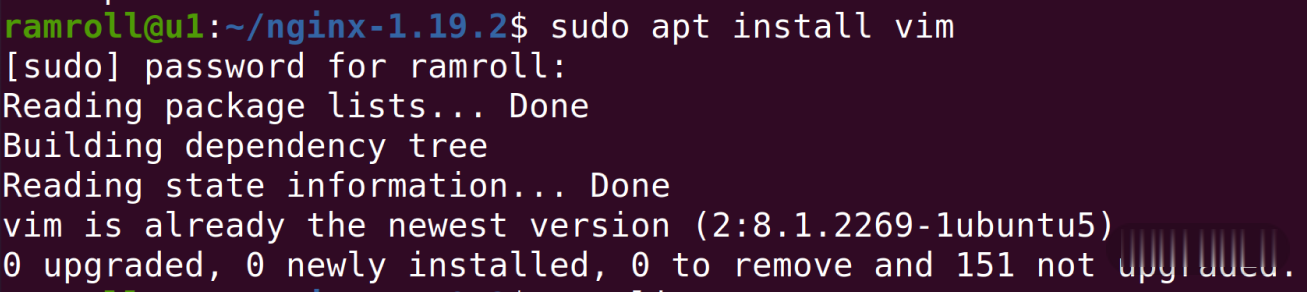 ramroll@u1:~/nginx-1.19.2$ sudo apt install vim
[sudo] password for ramroll:
Reading package lists... Done
Building dependency tree
Reading state information... Done
vim is already the newest version (2:8.1.2269-1ubuntu5)
0 upgraded, 0 newly installed, 0 to remove and 151 not upgraded.